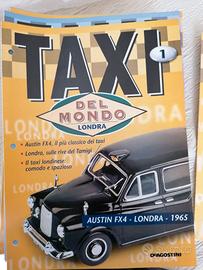 TAXI
1
DEL MONDO
LONDRA
• Austin FX4, il più classico dei taxi
• Londra, sulle rive del Tamigi
• Il taxi londinese:
comodo e spazioso
AUSTIN FX4 - LONDRA - 1965
DEAGOSTINI